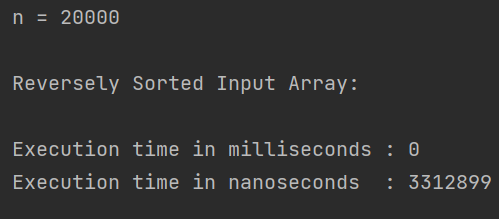 n = 20000
Reversely Sorted Input Array:
Execution time in milliseconds : 0
Execution time in nanoseconds  : 3312899